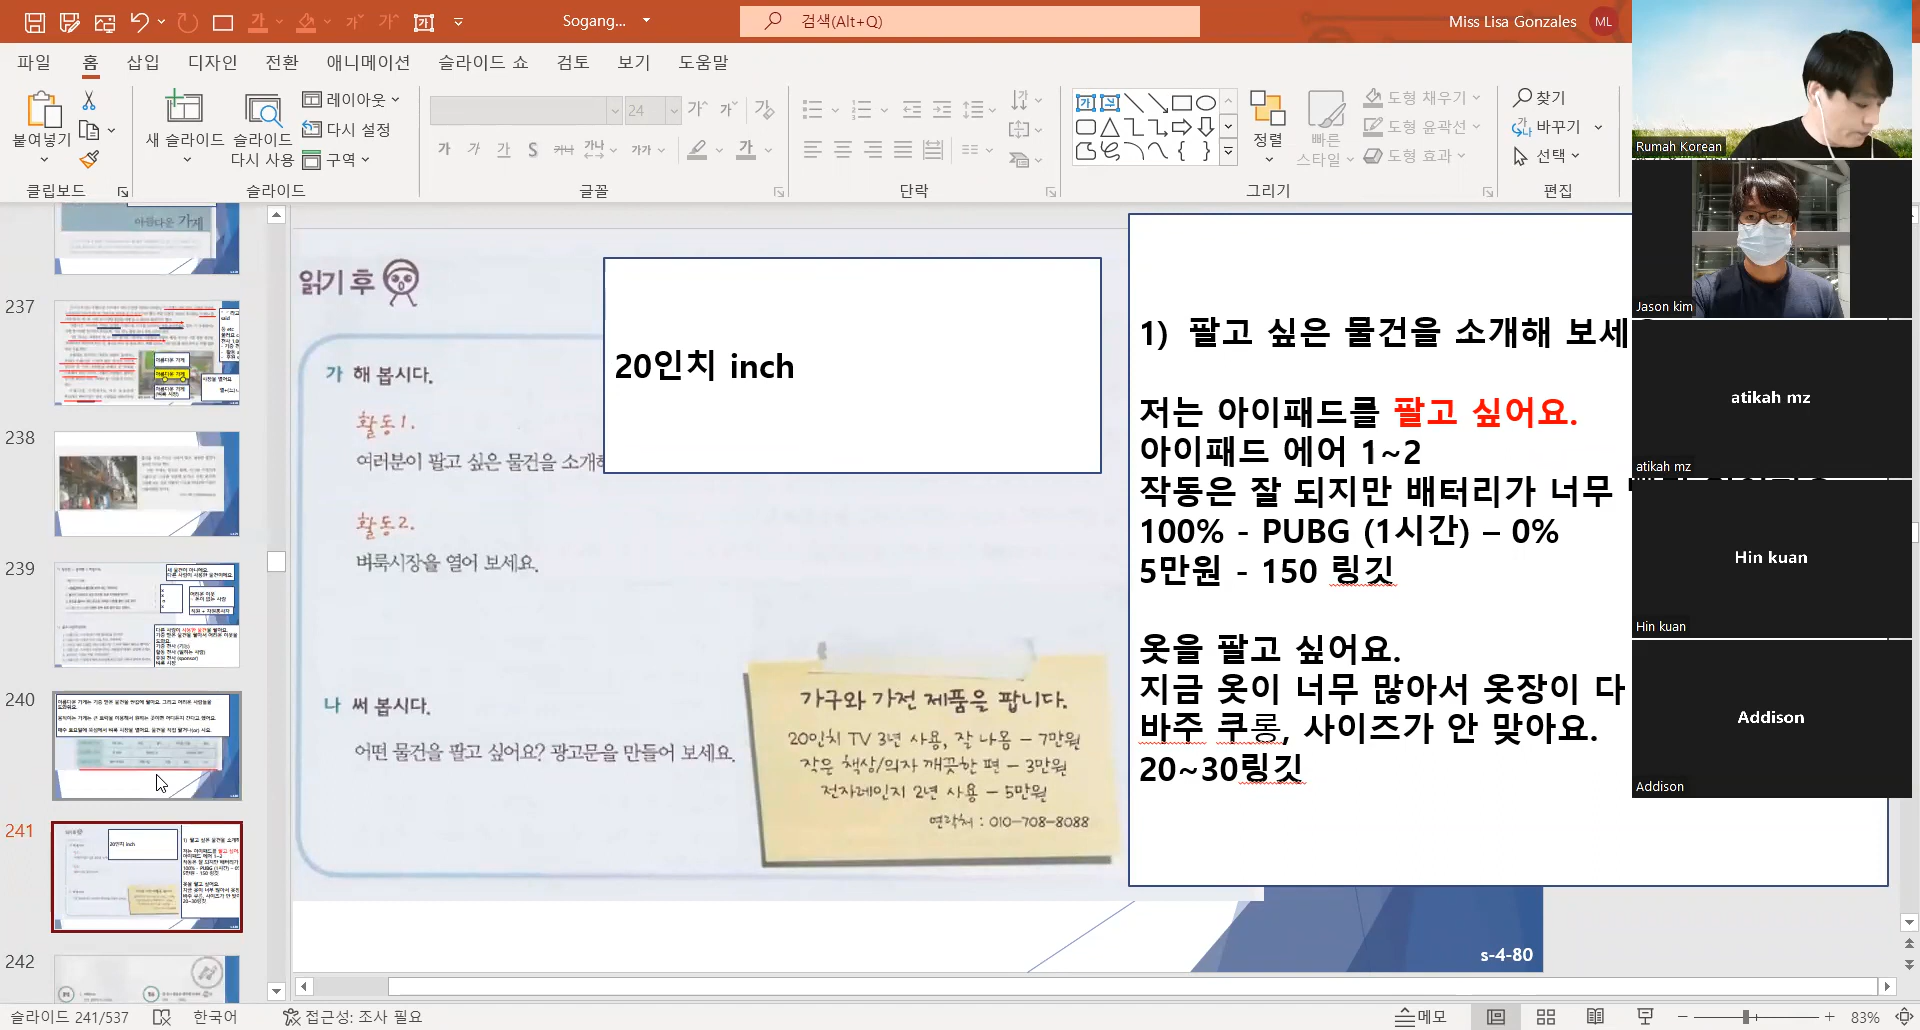 Sogang...
검색(Alt+Q)
Miss Lisa Gonzales
ML
파일 홈 삽입 디자인 전환 애니메이션 슬라이드 쇼 검토 보기 도움말
붙여넣기
새 슬라이드
슬라이드 다시 사용
레이아웃
다시 설정
구역
24
빠른 스타일
정렬
도형 채우기
도형 윤곽선
도형 효과
찾기
바꾸기
선택
클립보드
슬라이드
글꼴
단락
그리기
편집
아름다운 가게
237
238
239
240
241
242
읽기 후
가 해 봅시다.
활동1.
여러분이 팔고 싶은 물건을 소개
활동2.
벼룩시장을 열어 보세요.
나 써 봅시다.
어떤 물건을 팔고 싶어요? 광고문을 만들어 보세요.
20인치 inch
가구와 가전 제품을 팝니다.
20인치 TV 3년 사용, 잘 나옴 – 7만원
작은 책상/의자 깨끗한 편 – 3만원
전자레인지 2년 사용 – 5만원
연락처 : 010-708-8088
1) 팔고 싶은 물건을 소개해 보세
저는 아이패드를 팔고 싶어요.
아이패드 에어 1~2
작동은 잘 되지만 배터리가 너무
100% - PUBG (1시간) – 0%
5만원 - 150 링깃
옷을 팔고 싶어요.
지금 옷이 너무 많아서 옷장이 다
바주 쿠롱, 사이즈가 안 맞아요.
20~30링깃
s-4-80
Rumah Korean
Jason kim
atikah mz
atikah mz
Hin kuan
Hin kuan
Addison
Addison
슬라이드 241/537
한국어
접근성: 조사 필요
메모
83%